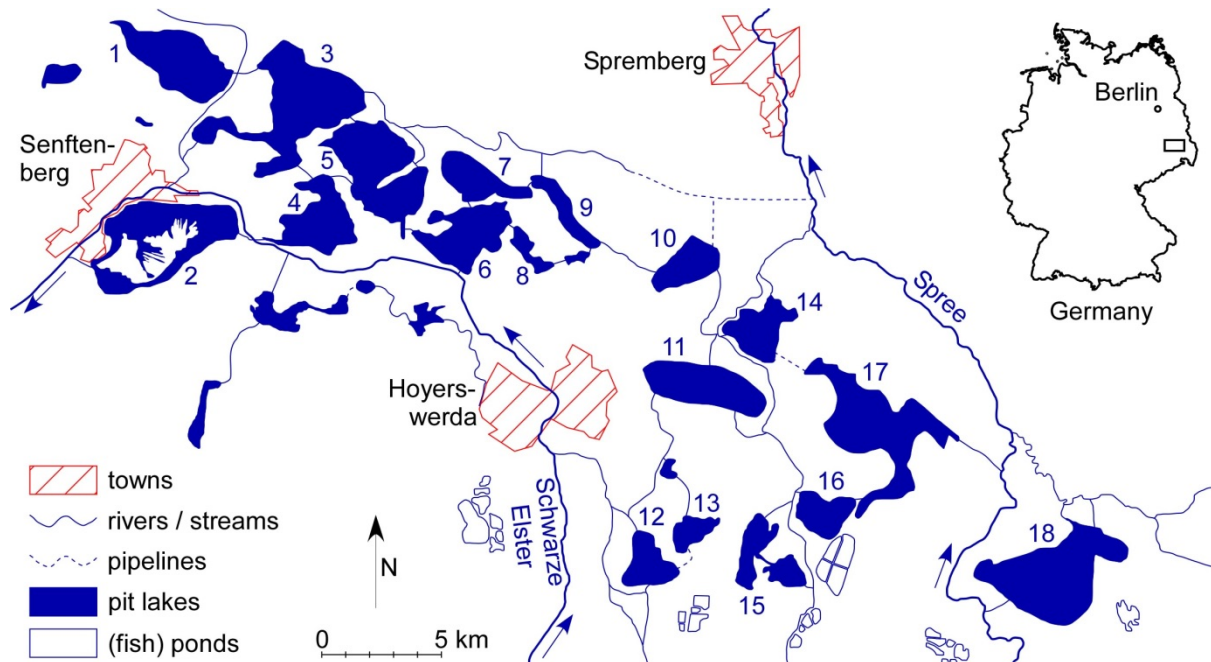 1
3
Spremberg
Berlin
Senften-
berg
5
7
9
4
2
6
8
10
Spree
Germany
14
11
17
Hoyers-
werda
towns
rivers / streams
pipelines
pit lakes
(fish) ponds
N
0
5 km
Schwarze
Elster
12
13
16
15
18